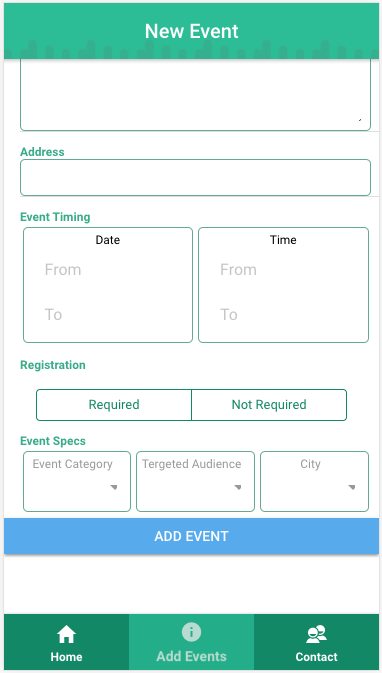 New Event
Address
Event Timing
Date
Time
From
From
To
To
Registration
Required
Not Required
Event Specs
Event Category
Tergeted Audience
City
ADD EVENT
Home
Add Events
Contact